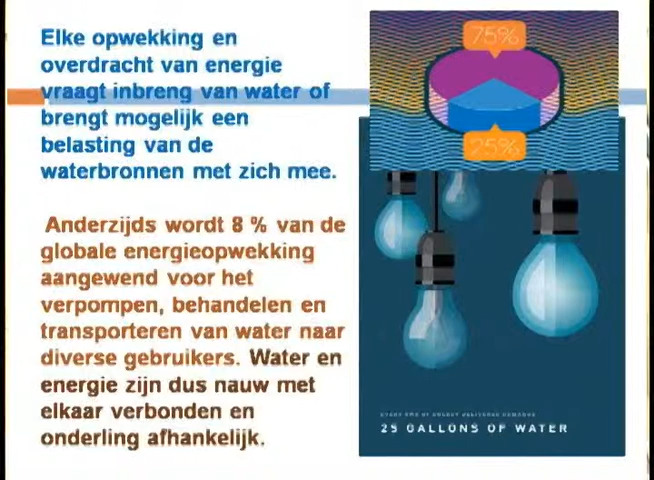 Elke opwekking en
overdracht van energie
vraagt inbreng van water of
brengt mogelijk een
belasting van de
waterbronnen met zich mee.
Anderzijds wordt 8 % van de
globale energieopwekking
aangewend voor het
verpompen, behandelen en
transporteren van water naar
diverse gebruikers. Water en
energie zijn dus nauw met
elkaar verbonden en
onderling afhankelijk.
75%
25%
25 GALLONS OF WATER